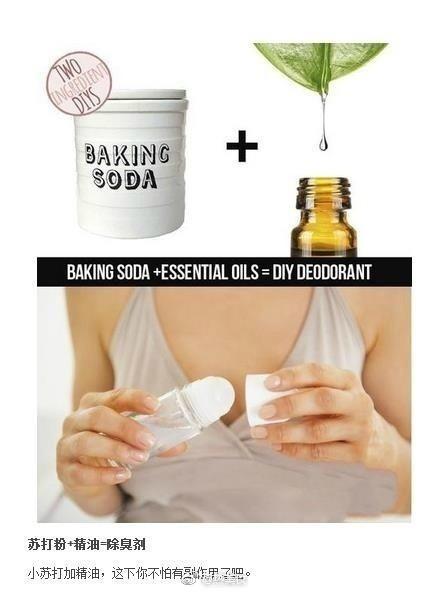 TWO
INGREDIENT
DIYS
BAKING
SODA
+
BAKING SODA +ESSENTIAL OILS = DIY DEODORANT
苏打粉+精油=除臭剂
小苏打加精油，这下你不怕有副作用了吧。